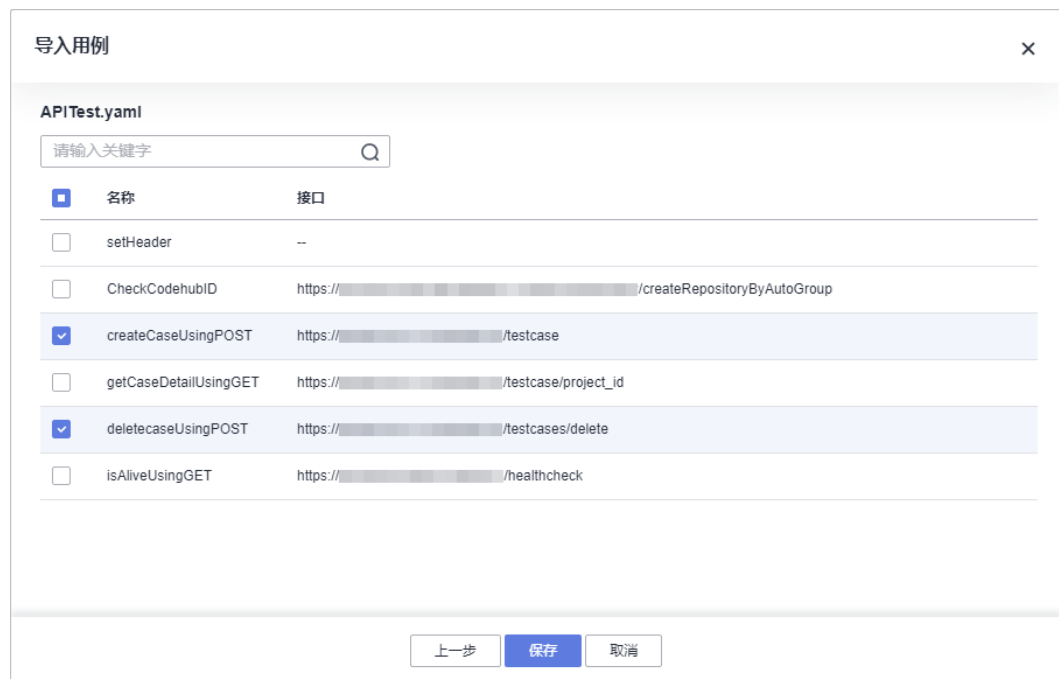 导入用例
APITest.yaml
请输入关键字
名称 接口
setHeader --
CheckCodehubID https:// /createRepositoryByAutoGroup
createCaseUsingPOST https:// /testcase
getCaseDetailUsingGET https:// /testcase/project_id
deletecaseUsingPOST https:// /testcases/delete
isAliveUsingGET https:// /healthcheck
上一步 保存 取消